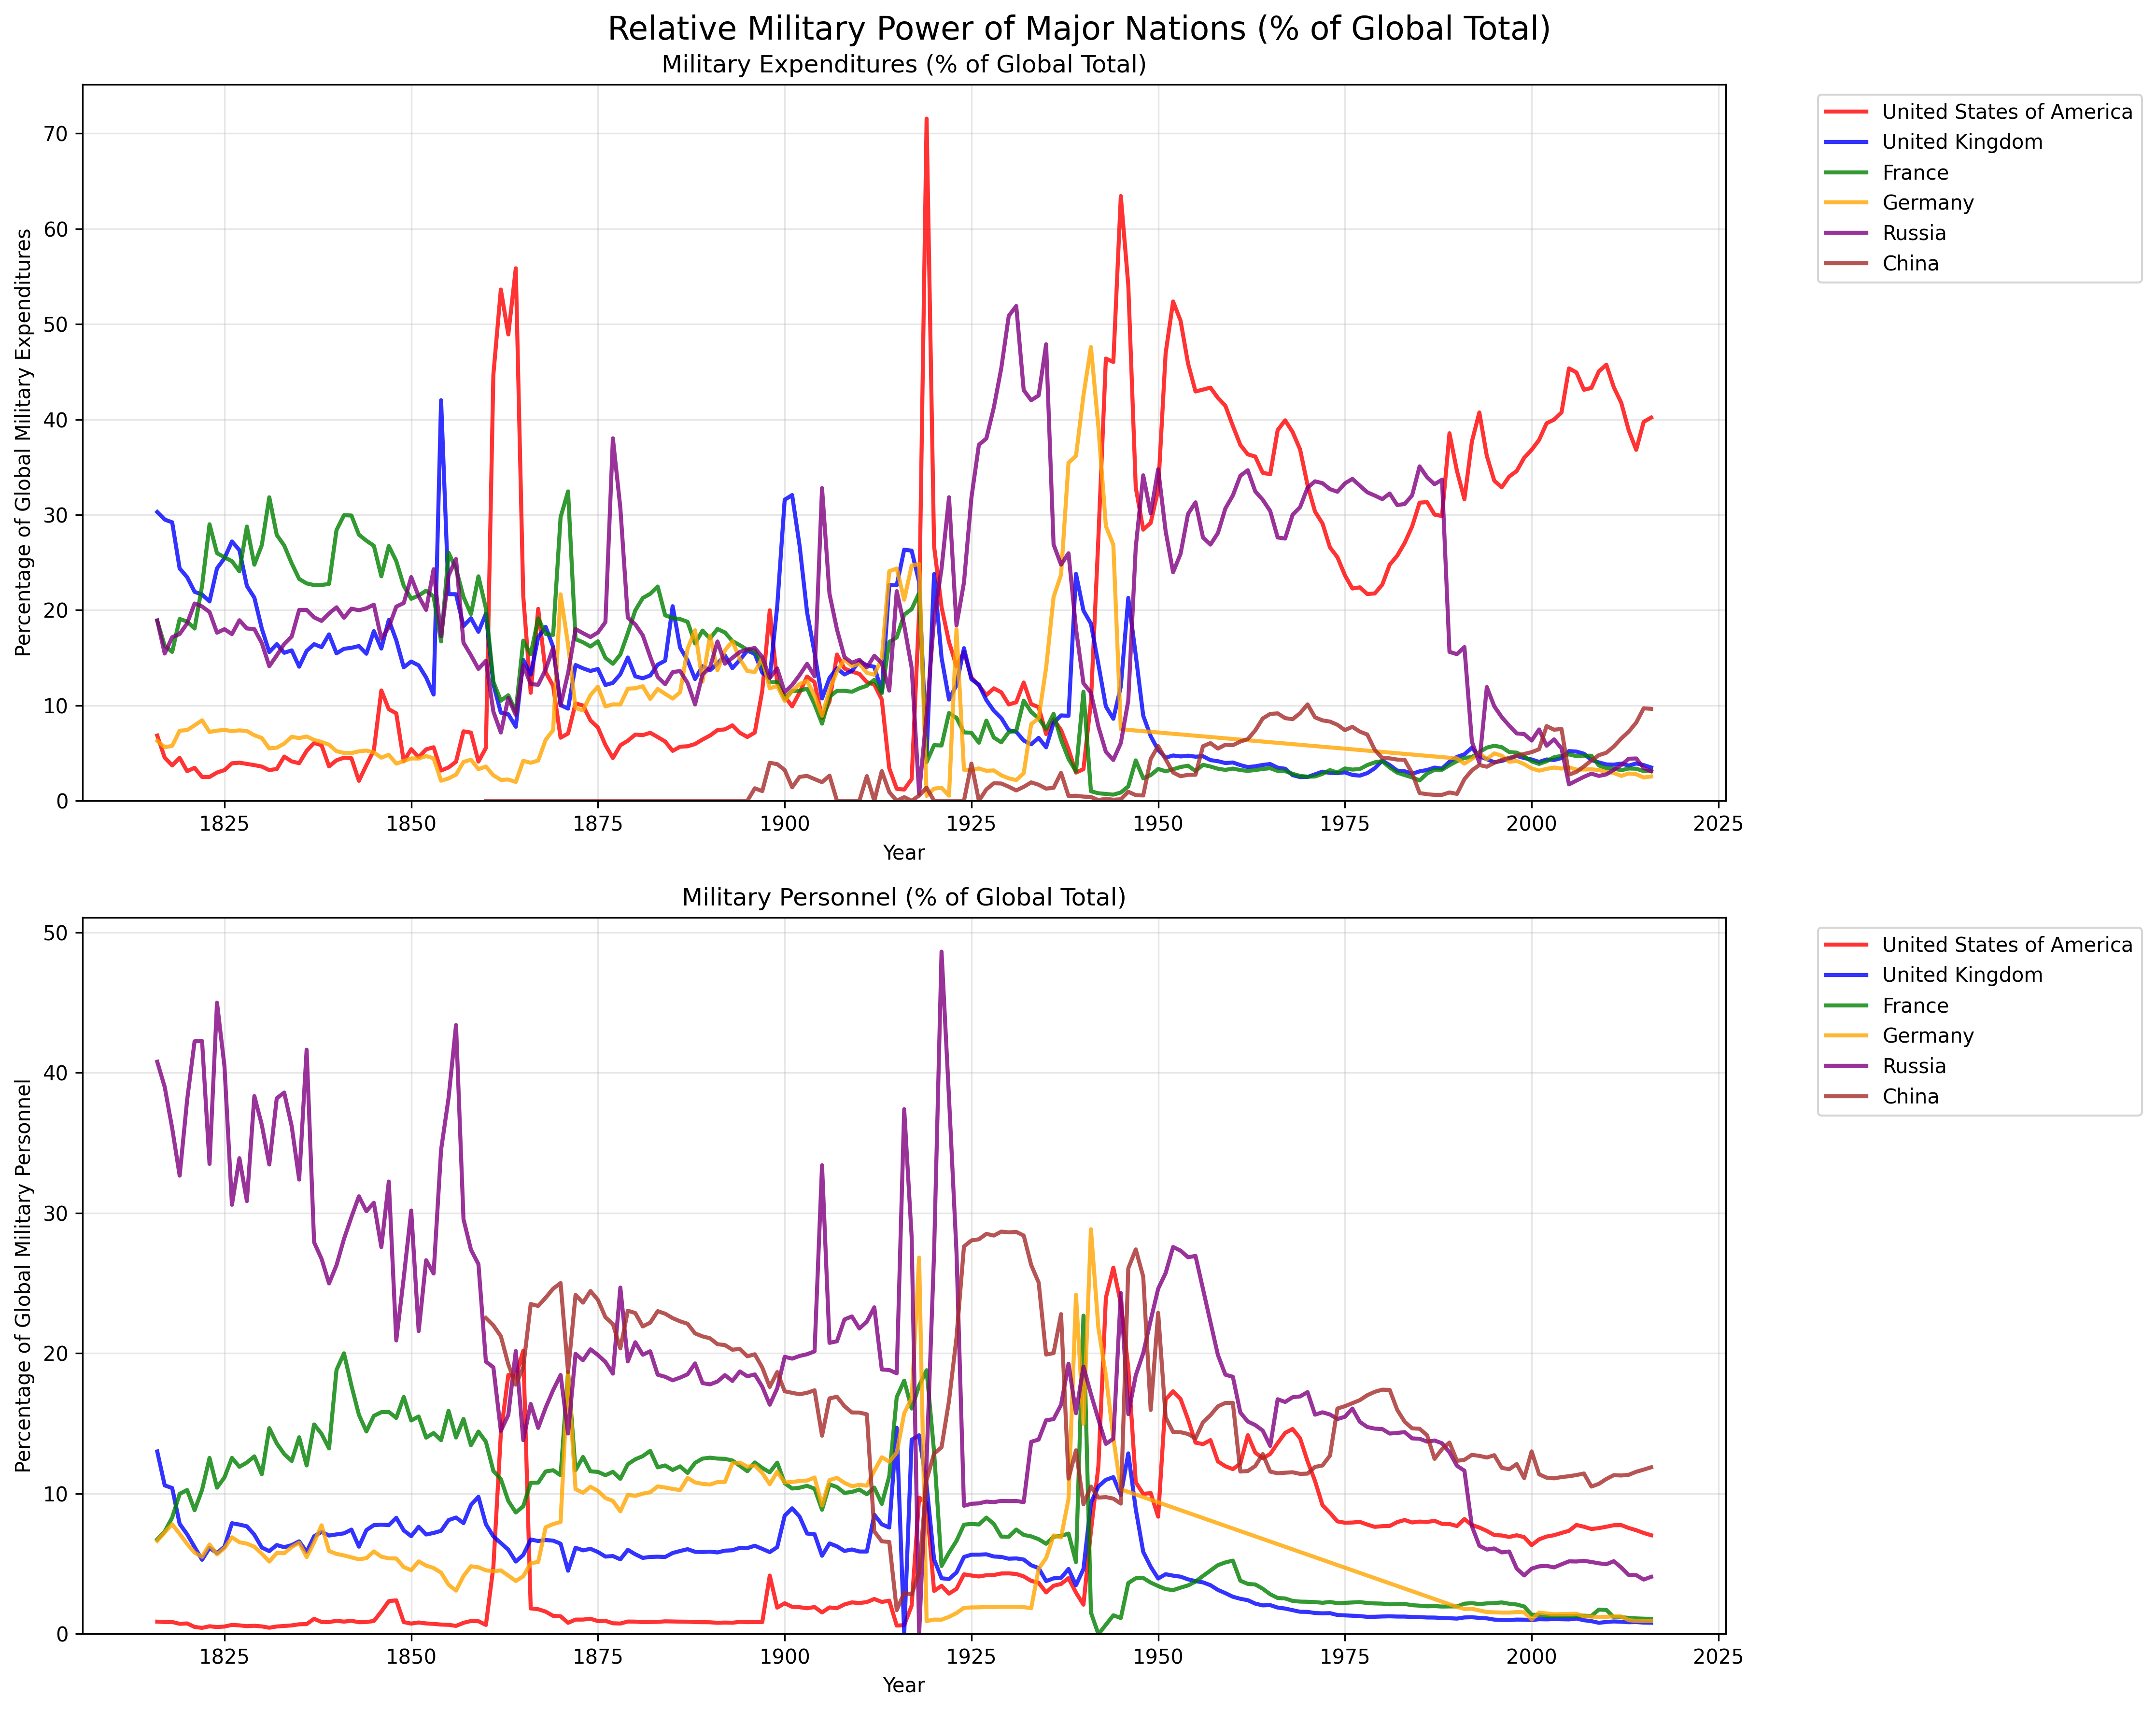 Relative Military Power of Major Nations (% of Global Total)
Military Expenditures (% of Global Total)
Percentage of Global Military Expenditures
70
60
50
40
30
20
10
0
1825 1850 1875 1900 1925 1950 1975 2000 2025
Year
United States of America
United Kingdom
France
Germany
Russia
China
Military Personnel (% of Global Total)
Percentage of Global Military Personnel
50
40
30
20
10
0
1825 1850 1875 1900 1925 1950 1975 2000 2025
Year
United States of America
United Kingdom
France
Germany
Russia
China